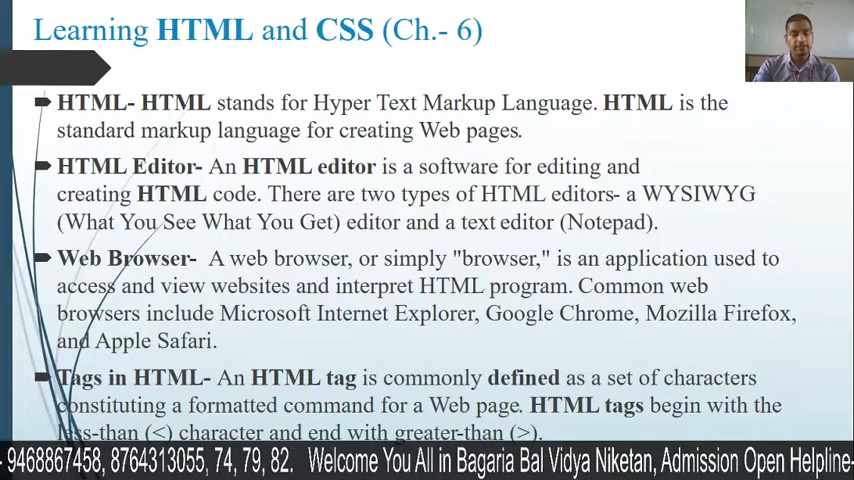 Learning HTML and CSS (Ch.- 6)
HTML- HTML stands for Hyper Text Markup Language. HTML is the
standard markup language for creating Web pages.
HTML Editor- An HTML editor is a software for editing and
creating HTML code. There are two types of HTML editors- a WYSIWYG
(What You See What You Get) editor and a text editor (Notepad).
Web Browser- A web browser, or simply "browser," is an application used to
access and view websites and interpret HTML program. Common web
browsers include Microsoft Internet Explorer, Google Chrome, Mozilla Firefox,
and Apple Safari.
Tags in HTML- An HTML tag is commonly defined as a set of characters
constituting a formatted command for a Web page. HTML tags begin with the
less-than (<) character and end with greater-than (>).
- 9468867458, 8764313055, 74, 79, 82. Welcome You All in Bagaria Bal Vidya Niketan, Admission Open Helpline-